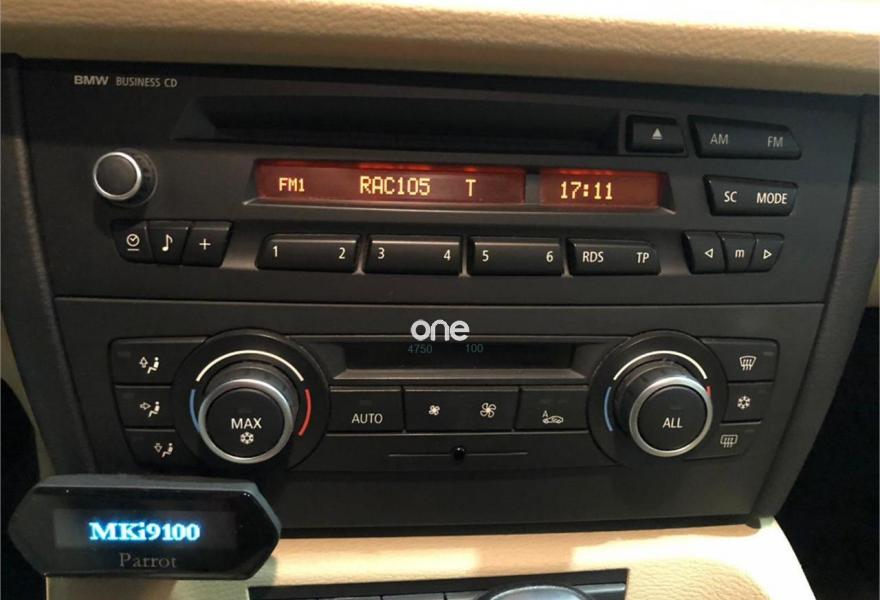 BMW BUSINESS CD
AM FM
FM1 RAC105 T 17:11
SC MODE
1 2 3 4 5 6 RDS TP m
one
4750 100
MAX AUTO A ALL
MKi9100
Parrot